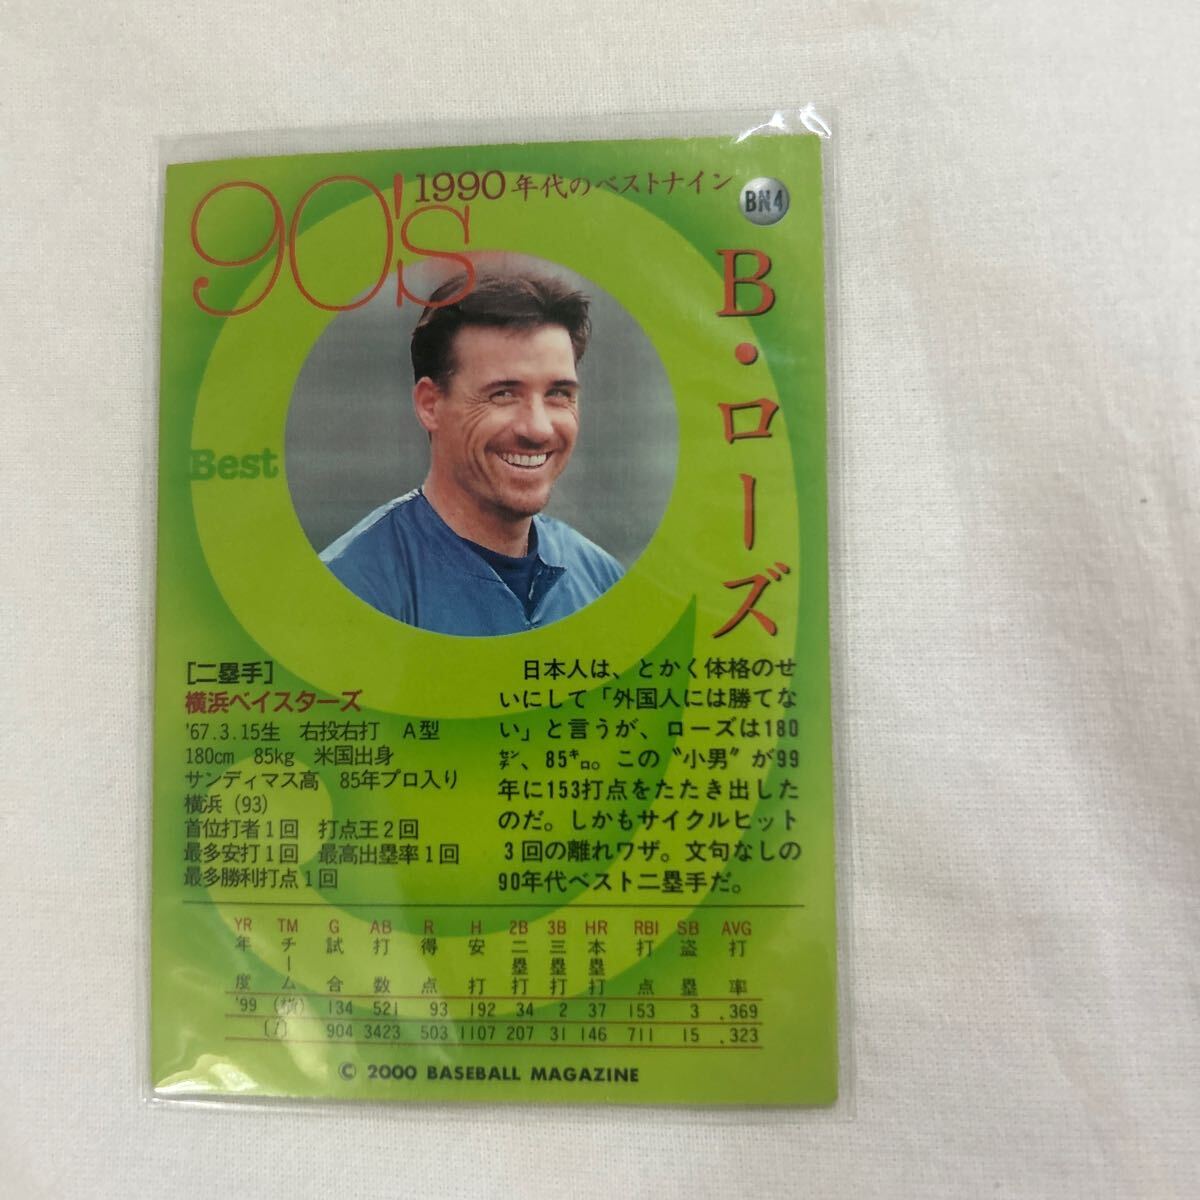 90's
1990年代のベストナイン
BN4
B・ローズ
Best
[二塁手]
横浜ベイスターズ
'67.3.15生 右投右打 A型
180cm 85kg 米国出身
サンディマス高 85年プロ入り
横浜(93)
首位打者1回 打点王2回
最多安打1回 最高出塁率1回
最多勝利打点1回
日本人は、とかく体格のせ
いにして「外国人には勝てな
い」と言うが、ローズは180
センチ、85キロ。この〝小男〟が99
年に153打点をたたき出した
のだ。しかもサイクルヒット
3回の離れワザ。文句なしの
90年代ベスト二塁手だ。
YR TM G AB R H 2B 3B HR RBI SB AVG
年度 チーム 試合 打数 得点 安打 二塁打 三塁打 本塁打 打点 盗塁 打率
'99 (横) 134 521 93 192 34 2 37 153 3 .369
(7) 904 3423 503 1107 207 31 146 711 15 .323
© 2000 BASEBALL MAGAZINE